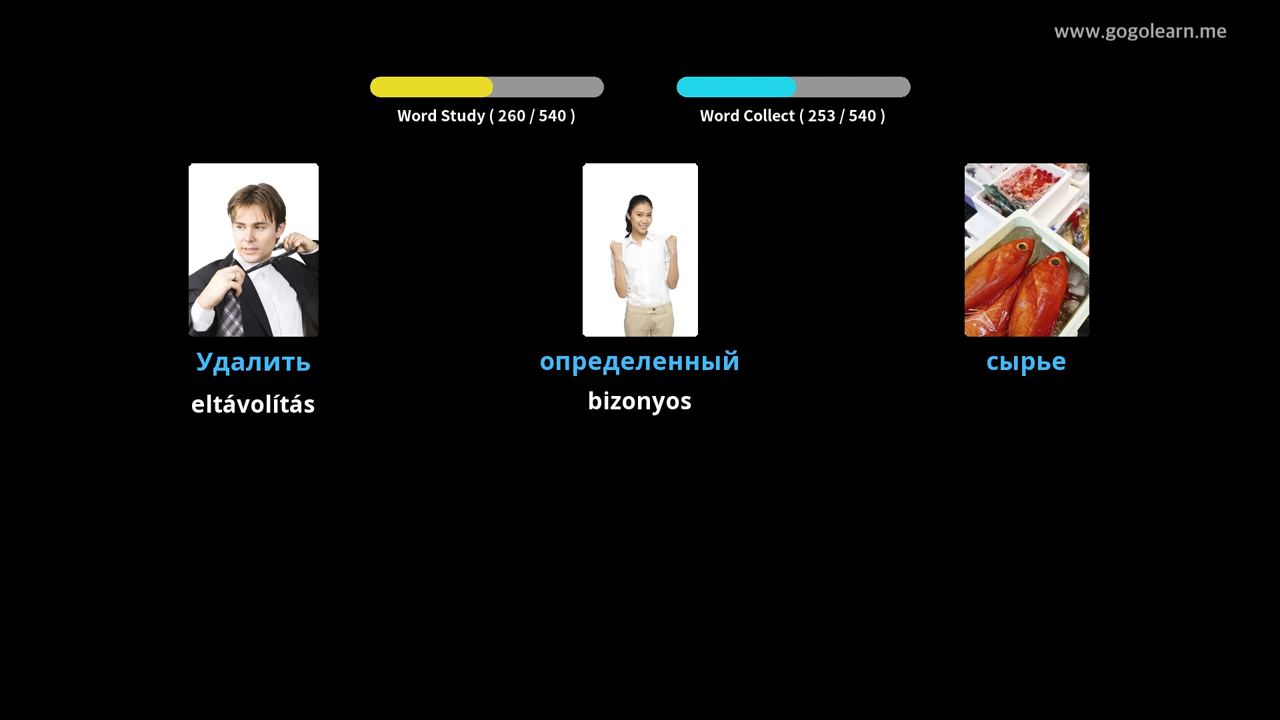 www.gogolearn.me
Word Study ( 260 / 540 )
Word Collect ( 253 / 540 )
Удалить
определенный
сырье
eltávolítás
bizonyos